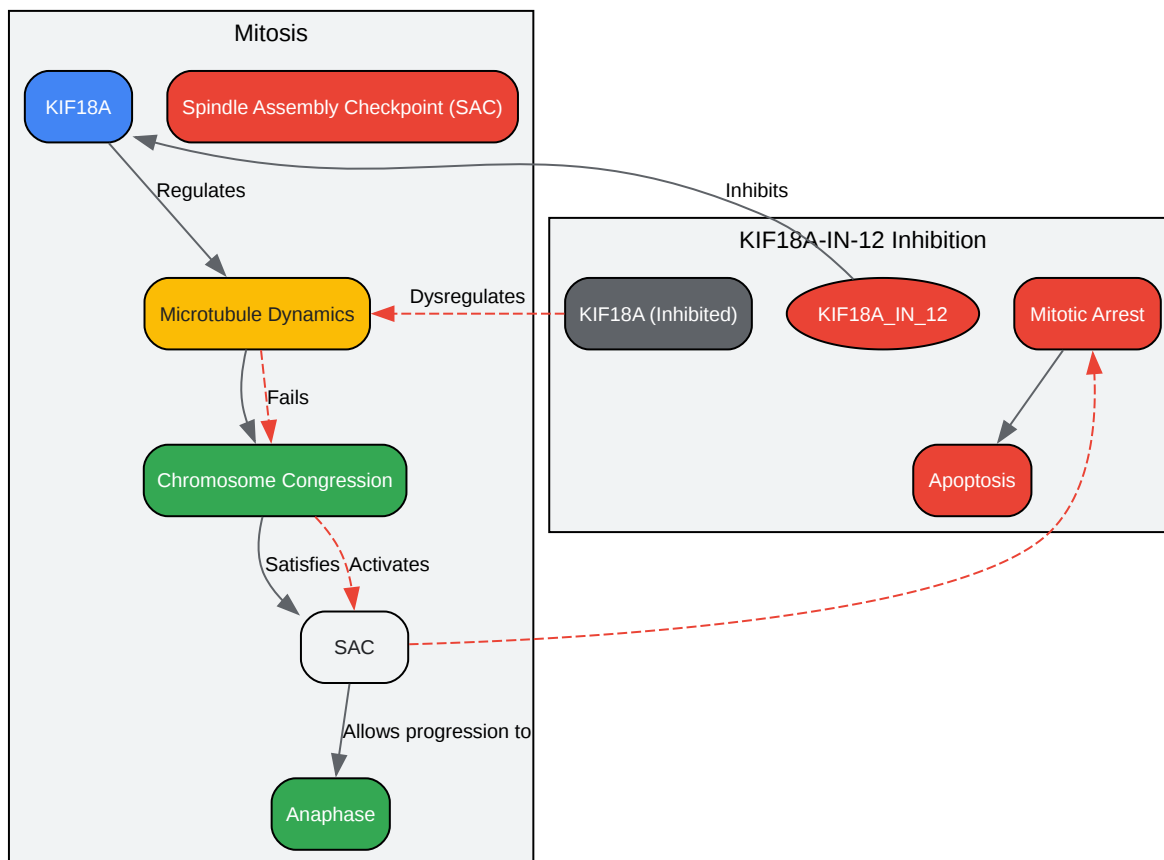 Mitosis
KIF18A
Spindle Assembly Checkpoint (SAC)
Regulates
Inhibits
KIF18A-IN-12 Inhibition
Microtubule Dynamics
Dysregulates
KIF18A (Inhibited)
KIF18A_IN_12
Mitotic Arrest
Fails
Chromosome Congression
Apoptosis
Satisfies
Activates
SAC
Allows progression to
Anaphase